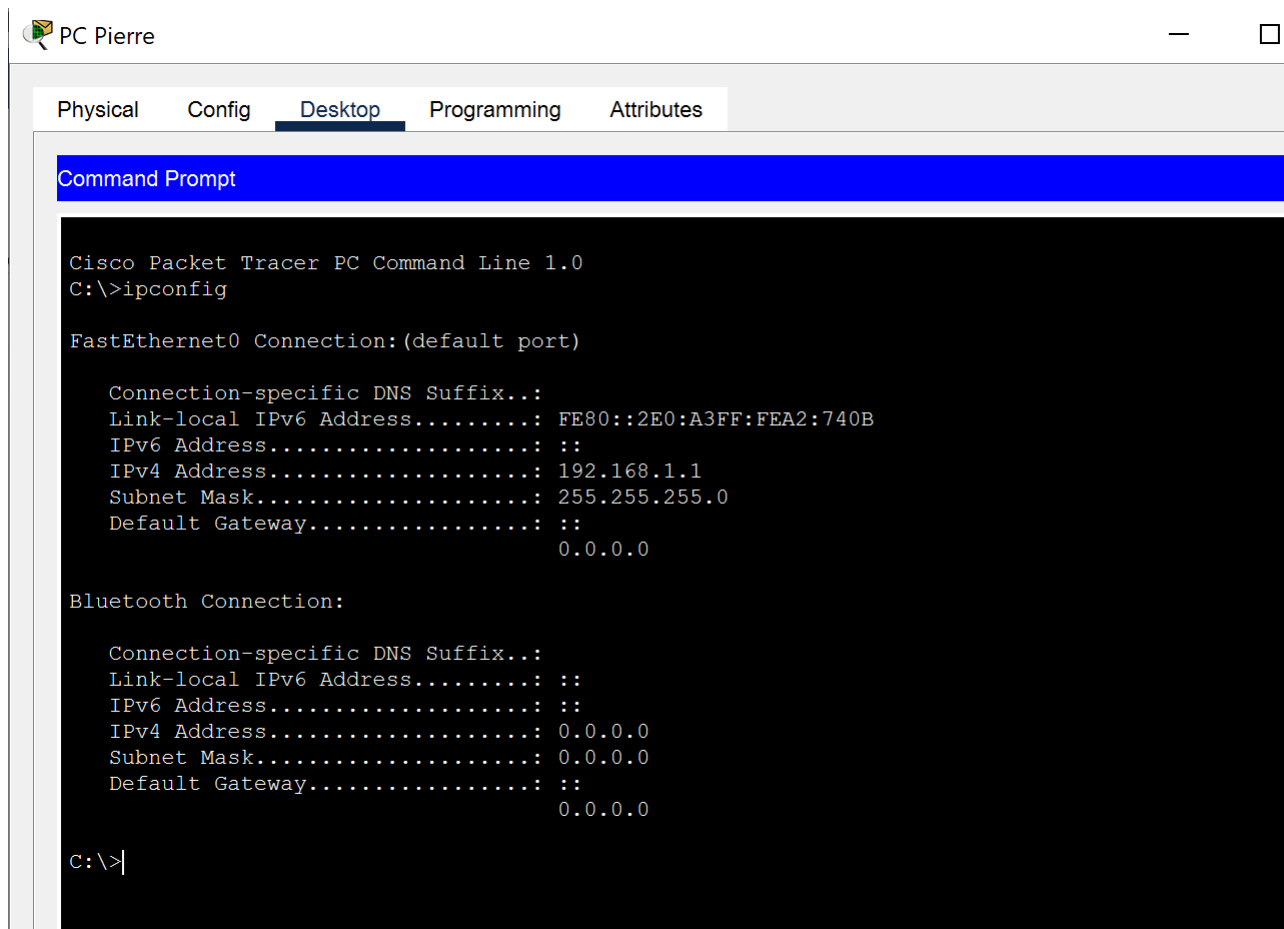 PC Pierre
Physical Config Desktop Programming Attributes
Command Prompt
Cisco Packet Tracer PC Command Line 1.0
C:\>ipconfig
FastEthernet0 Connection:(default port)
Connection-specific DNS Suffix..:
Link-local IPv6 Address.........: FE80::2E0:A3FF:FEA2:740B
IPv6 Address....................: ::
IPv4 Address....................: 192.168.1.1
Subnet Mask.....................: 255.255.255.0
Default Gateway.................: ::
0.0.0.0
Bluetooth Connection:
Connection-specific DNS Suffix..:
Link-local IPv6 Address.........: ::
IPv6 Address....................: ::
IPv4 Address....................: 0.0.0.0
Subnet Mask.....................: 0.0.0.0
Default Gateway.................: ::
0.0.0.0
C:\>